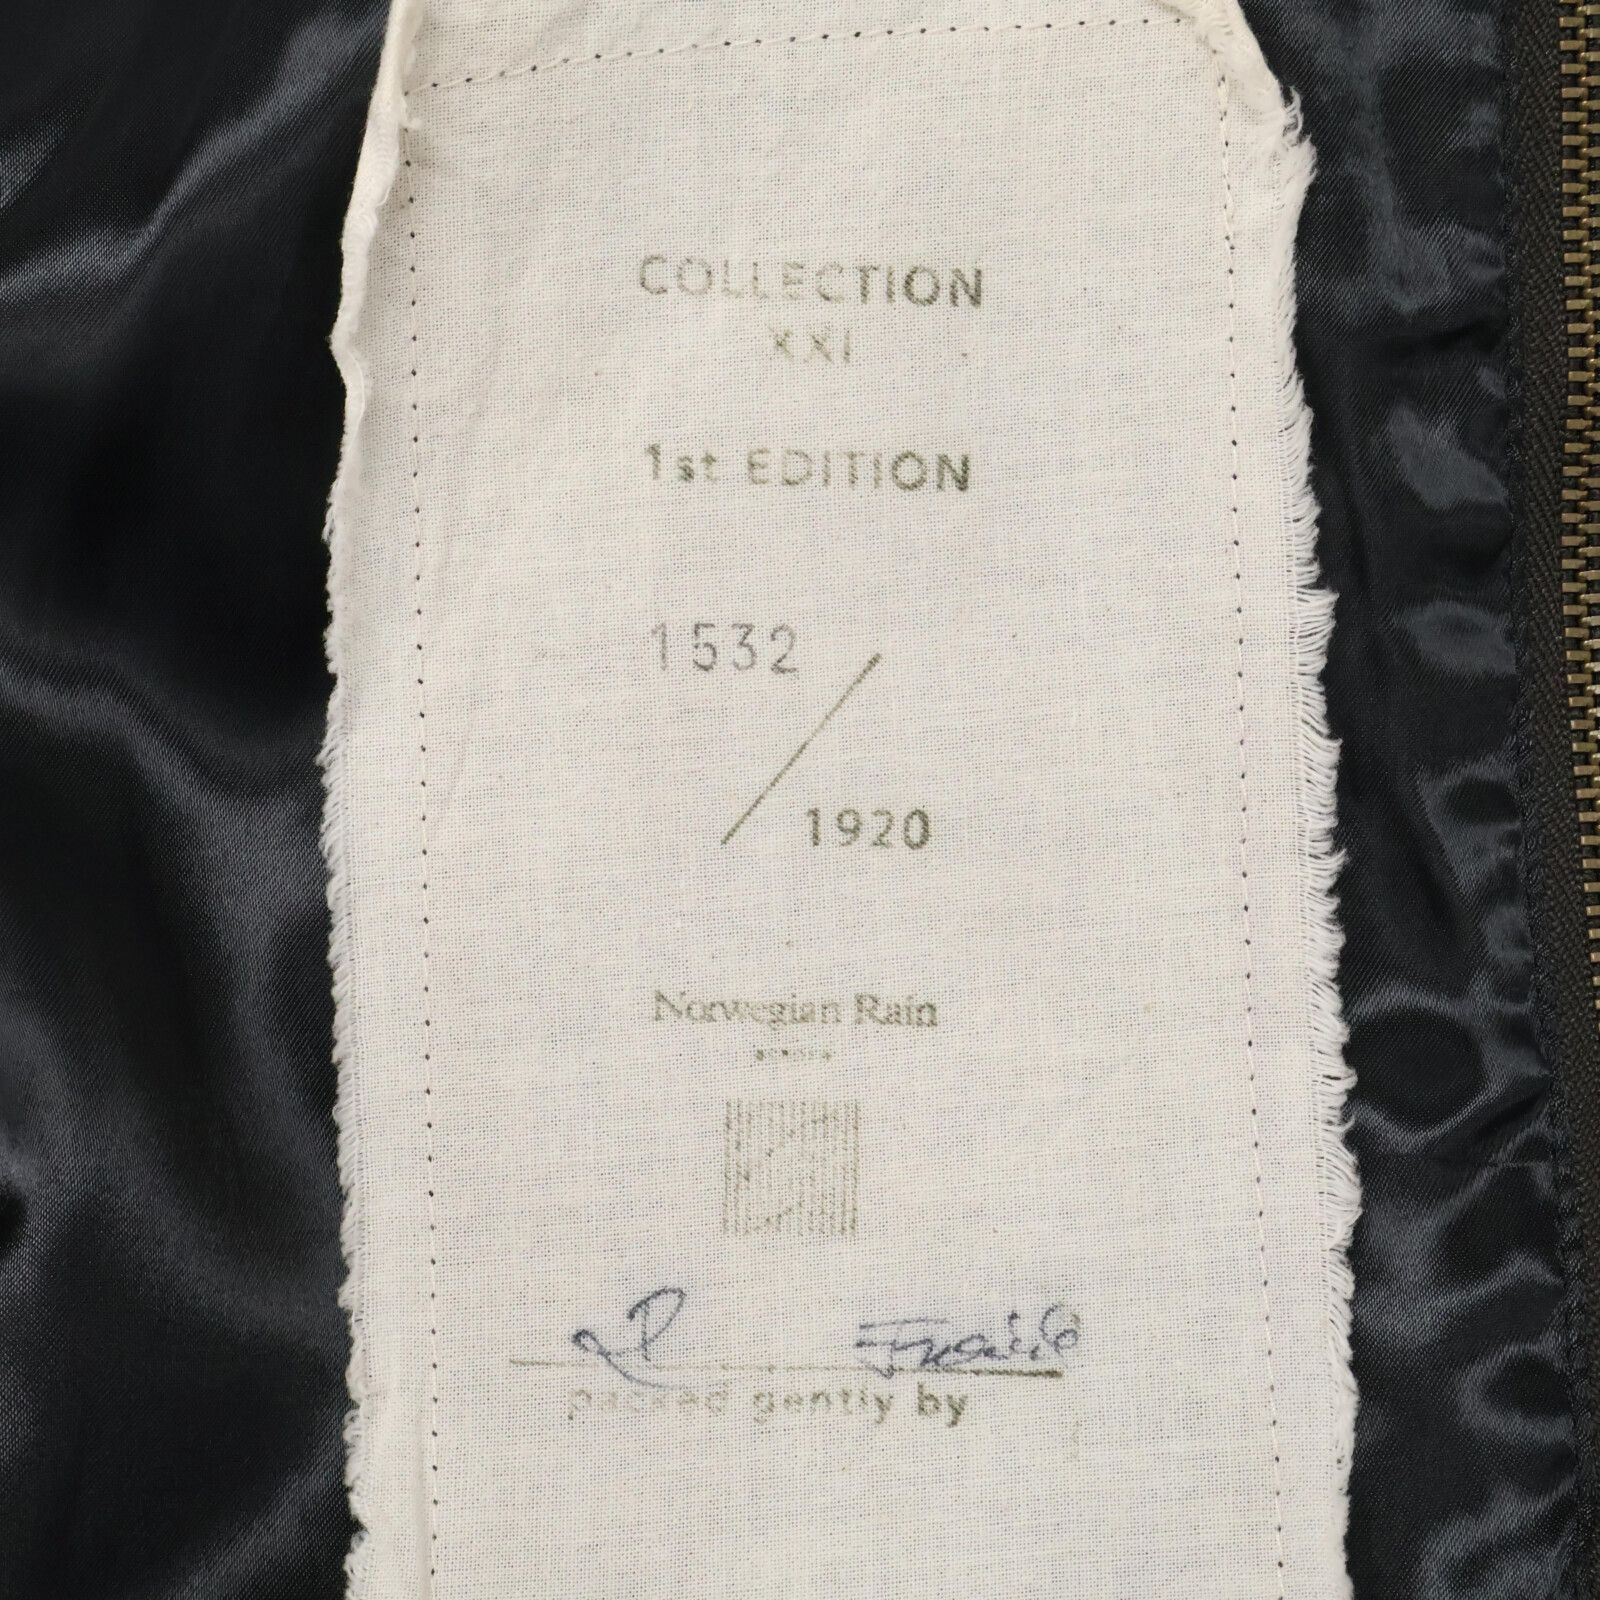 COLLECTION
XXI
1st EDITION
1532
/
1920
Norwegian Rain
packed gently by